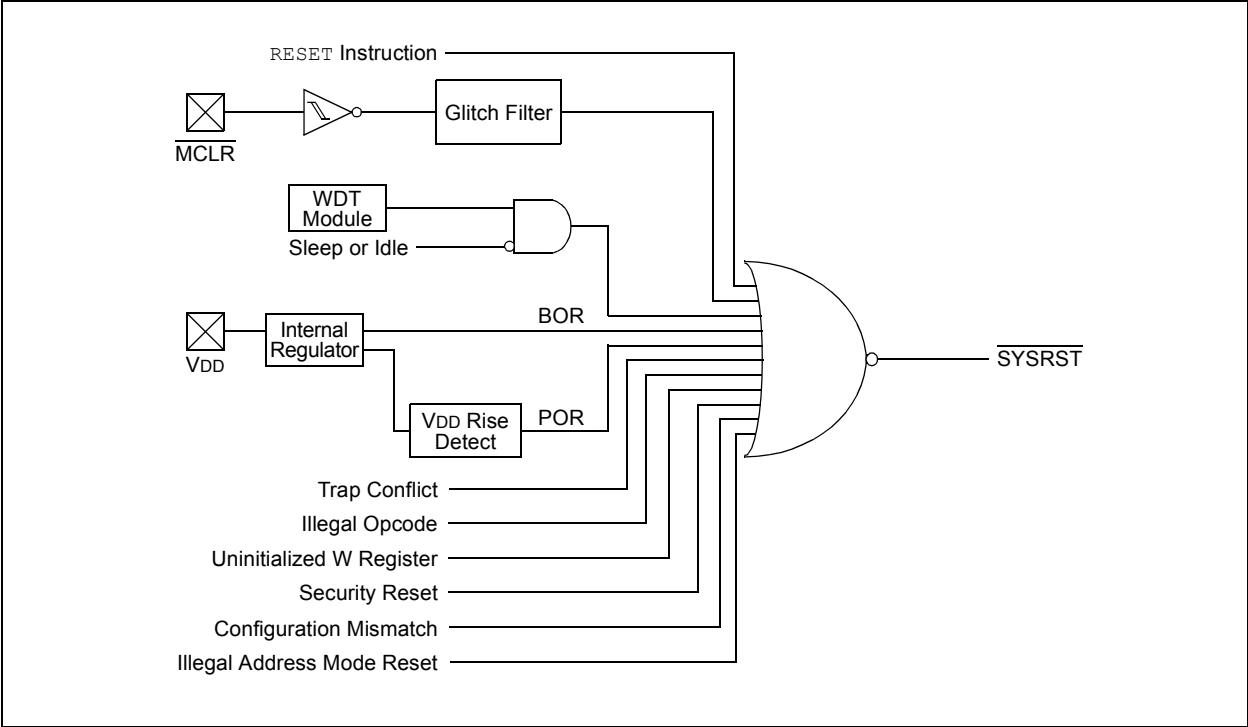 RESET Instruction
Glitch Filter
MCLR
WDT
Module
Sleep or Idle
BOR
Internal
Regulator
VDD
SYSRST
VDD Rise
Detect
POR
Trap Conflict
Illegal Opcode
Uninitialized W Register
Security Reset
Configuration Mismatch
Illegal Address Mode Reset